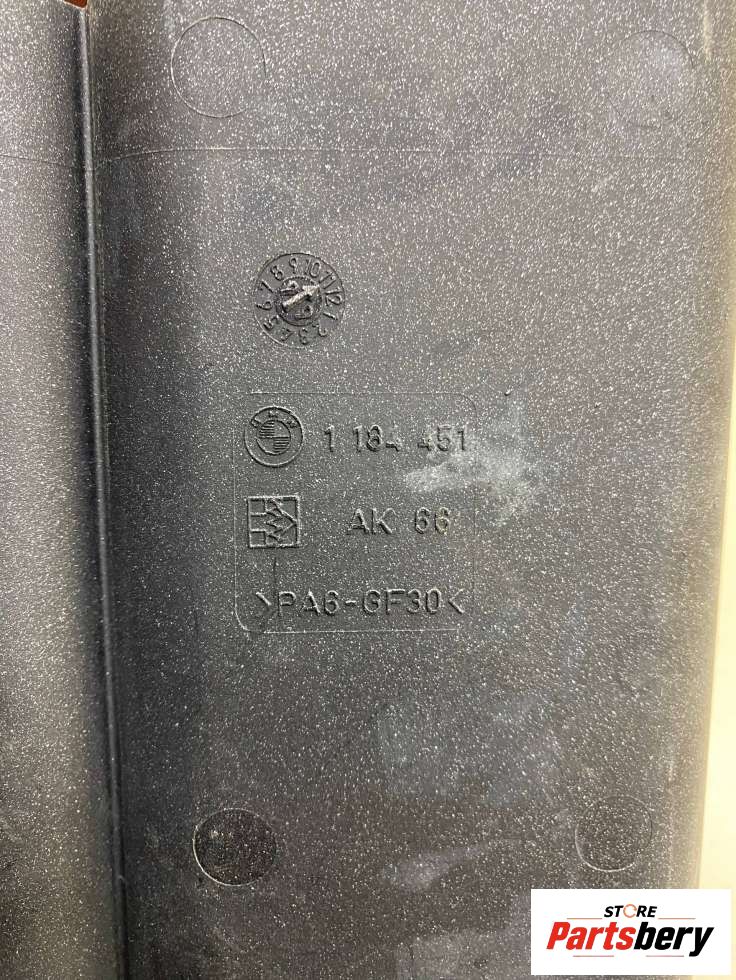 1 2 3 4 5 6 7 8 9 10 11 12
BMW
1 184 451
AK 66
>PA6-GF30<
STORE
Partsbery